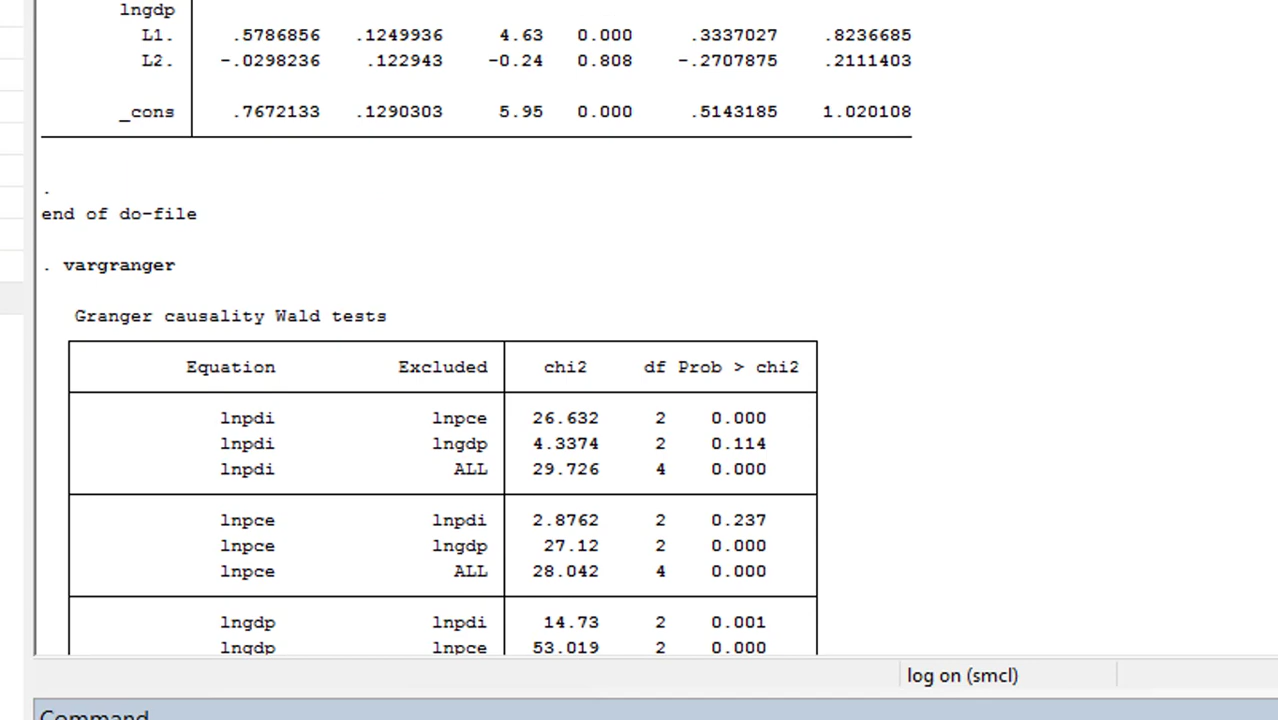 lngdp
L1. .5786856 .1249936 4.63 0.000 .3337027 .8236685
L2. -.0298236 .122943 -0.24 0.808 -.2707875 .2111403
_cons .7672133 .1290303 5.95 0.000 .5143185 1.020108
.
end of do-file
. vargranger
Granger causality Wald tests
Equation Excluded chi2 df Prob > chi2
lnpdi lnpce 26.632 2 0.000
lnpdi lngdp 4.3374 2 0.114
lnpdi ALL 29.726 4 0.000
lnpce lnpdi 2.8762 2 0.237
lnpce lngdp 27.12 2 0.000
lnpce ALL 28.042 4 0.000
lngdp lnpdi 14.73 2 0.001
lngdp lnpce 53.019 2 0.000
log on (smcl)
Command